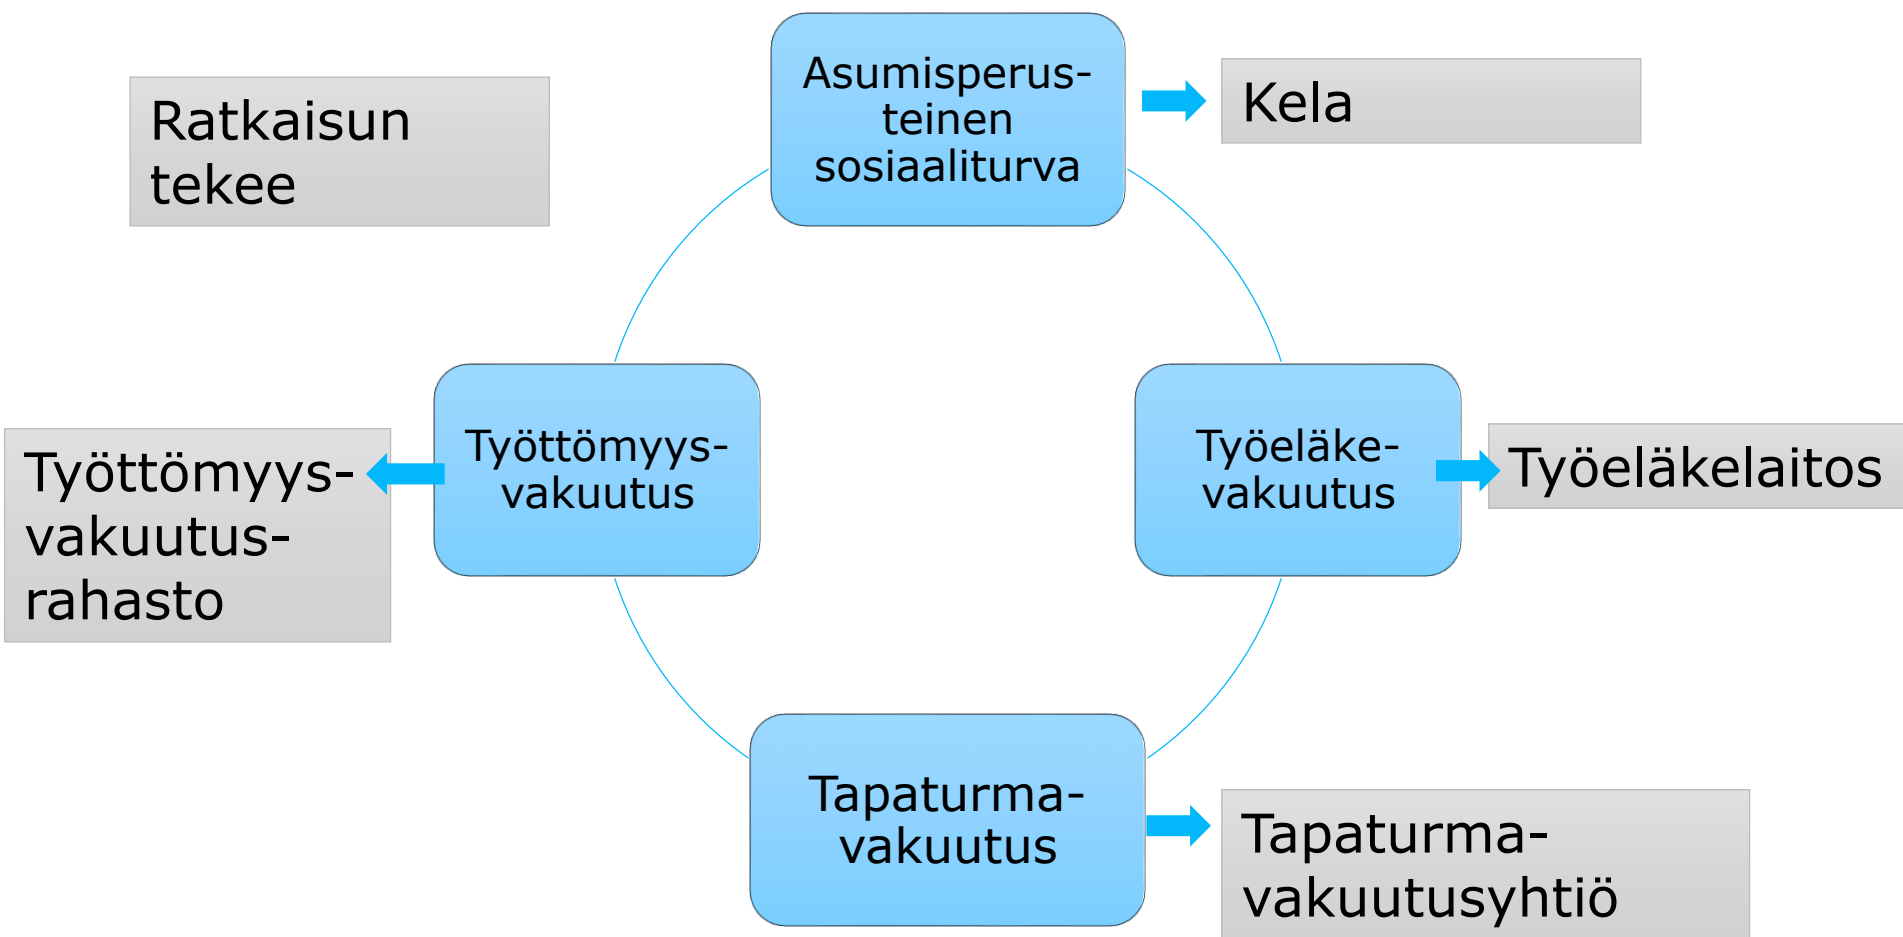 Ratkaisun
tekee
Asumisperus-
teinen
sosiaaliturva
Kela
Työttömyys-
vakuutus-
rahasto
Työttömyys-
vakuutus
Työeläke-
vakuutus
Työeläkelaitos
Tapaturma-
vakuutus
Tapaturma-
vakuutusyhtiö